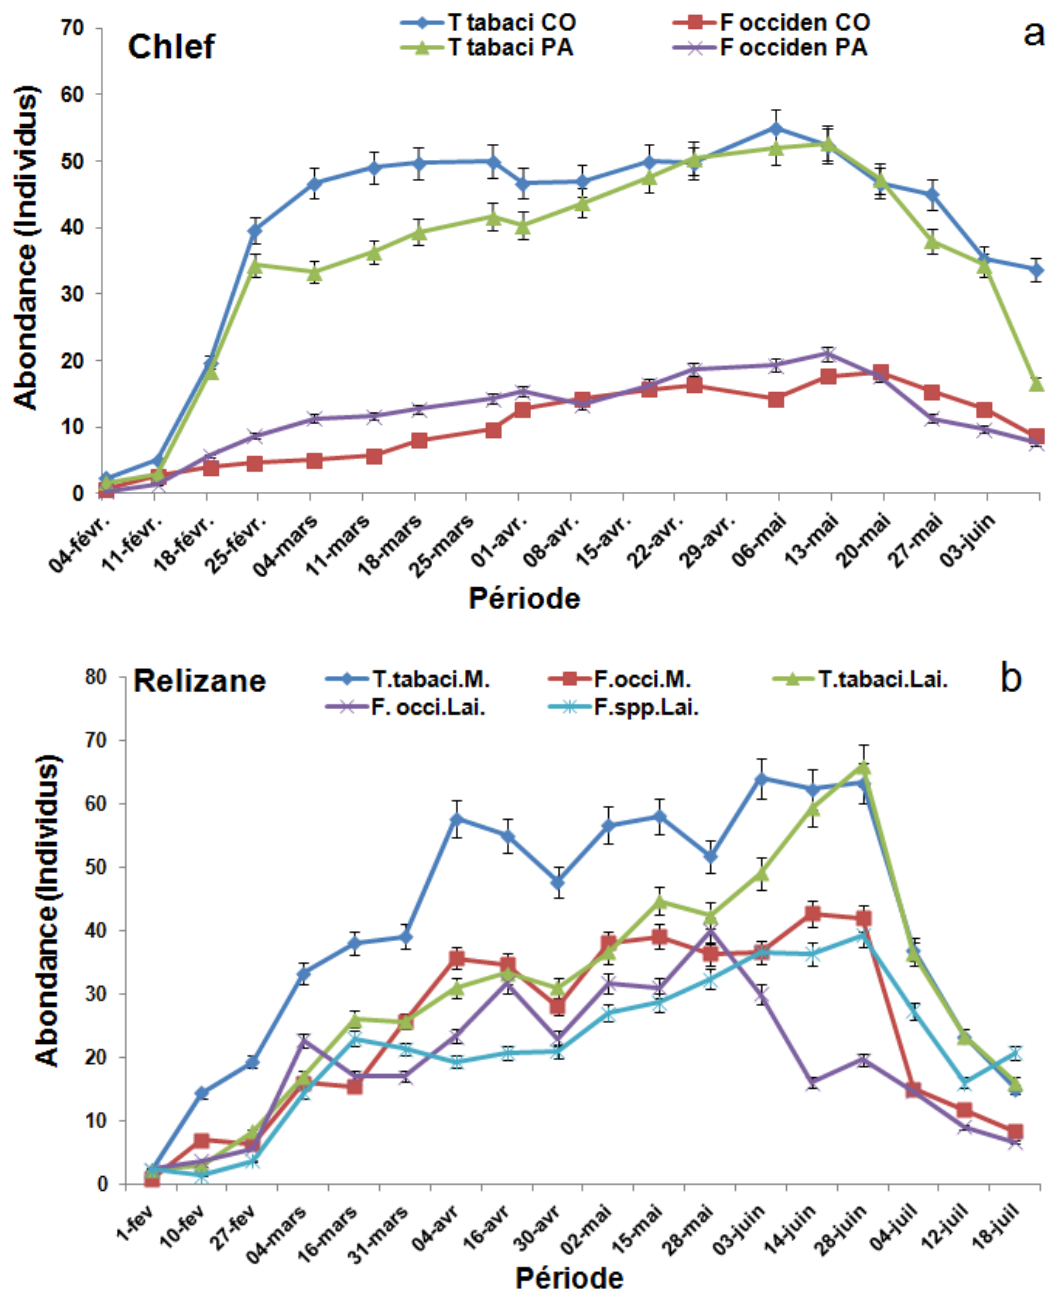 Chlef
a
T tabaci CO
F occiden CO
T tabaci PA
F occiden PA
Abondance (Individus)
70
60
50
40
30
20
10
0
04-févr.
11-févr.
18-févr.
25-févr.
04-mars
11-mars
18-mars
25-mars
01-avr.
08-avr.
15-avr.
22-avr.
29-avr.
06-mai
13-mai
20-mai
27-mai
03-juin
Période
Relizane
b
T.tabaci.M.
F.occi.M.
T.tabaci.Lai.
F. occi.Lai.
F.spp.Lai.
Abondance (Individus)
80
70
60
50
40
30
20
10
0
1-fev
10-fev
27-fev
04-mars
16-mars
31-mars
04-avr
16-avr
30-avr
02-mai
15-mai
28-mai
03-juin
14-juin
28-juin
04-juil
12-juil
18-juil
Période